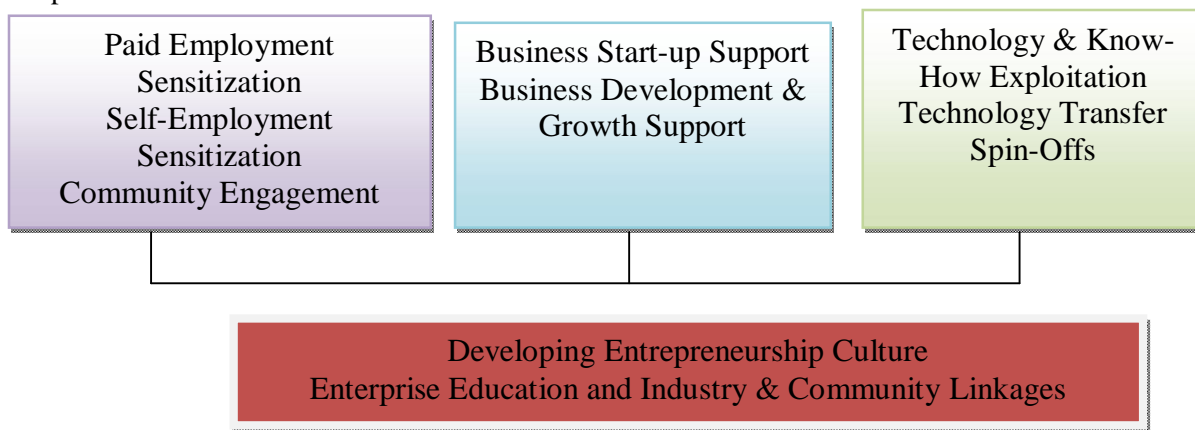 Paid Employment
Sensitization
Self-Employment
Sensitization
Community Engagement
Business Start-up Support
Business Development &
Growth Support
Technology & Know-
How Exploitation
Technology Transfer
Spin-Offs
Developing Entrepreneurship Culture
Enterprise Education and Industry & Community Linkages